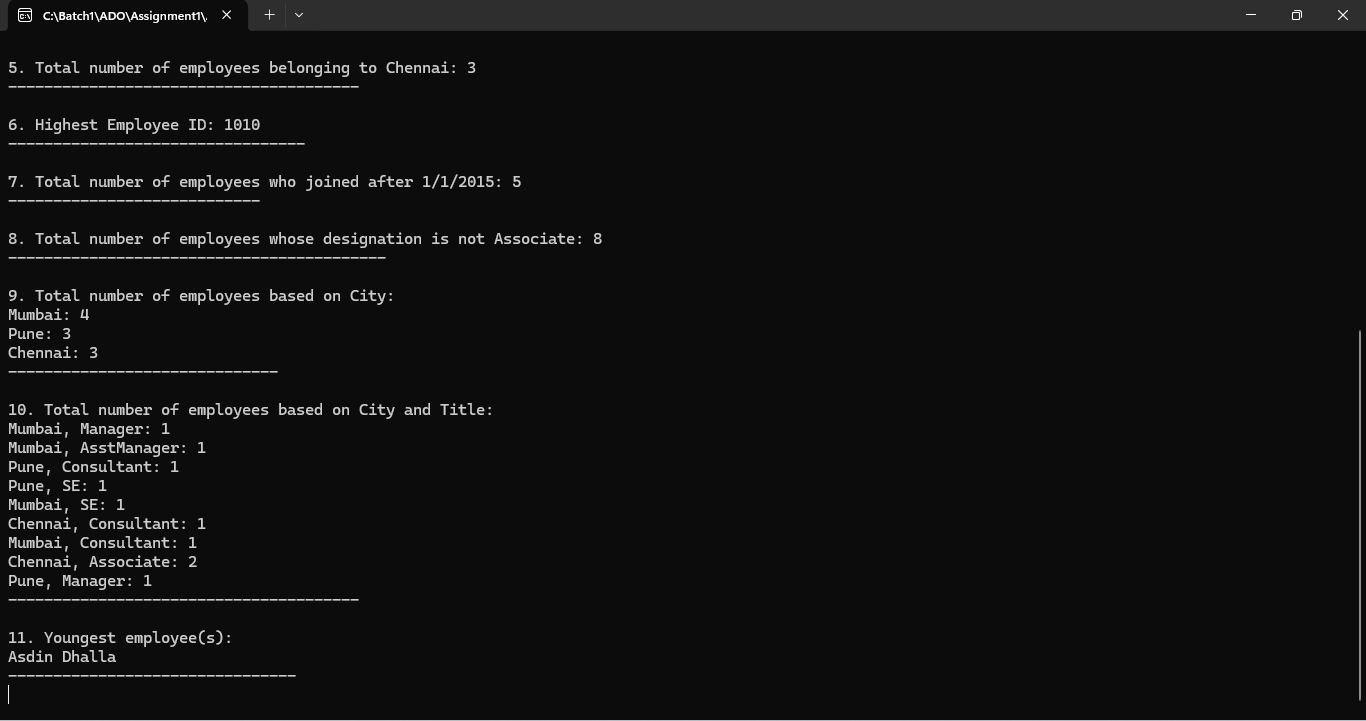 C:\Batch1\ADO\Assignment1\.
5. Total number of employees belonging to Chennai: 3
---------------------------------------
6. Highest Employee ID: 1010
---------------------------------
7. Total number of employees who joined after 1/1/2015: 5
----------------------------
8. Total number of employees whose designation is not Associate: 8
------------------------------------------
9. Total number of employees based on City:
Mumbai: 4
Pune: 3
Chennai: 3
------------------------------
10. Total number of employees based on City and Title:
Mumbai, Manager: 1
Mumbai, AsstManager: 1
Pune, Consultant: 1
Pune, SE: 1
Mumbai, SE: 1
Chennai, Consultant: 1
Mumbai, Consultant: 1
Chennai, Associate: 2
Pune, Manager: 1
---------------------------------------
11. Youngest employee(s):
Asdin Dhalla
--------------------------------